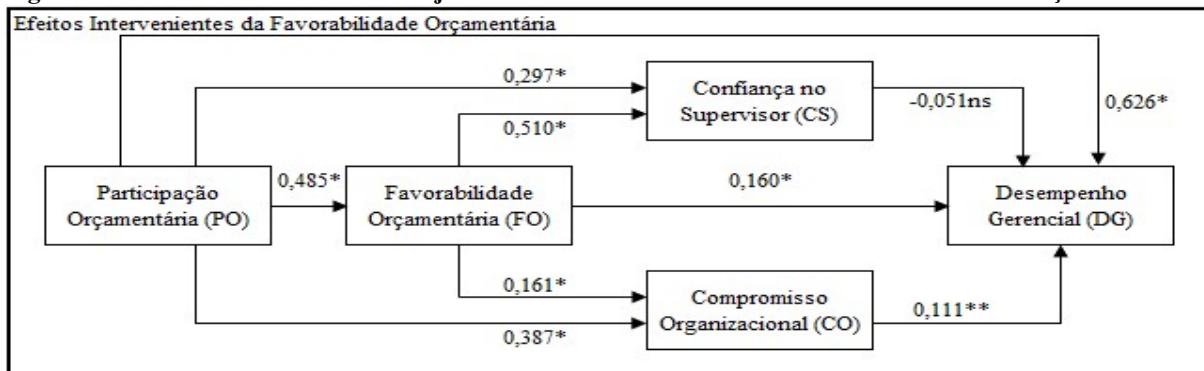 Efeitos Intervenientes da Favorabilidade Orçamentária
0,297*
Confiança no
Supervisor (CS)
-0,051ns
0,626*
0,510*
Participação
Orçamentária (PO)
0,485*
Favorabilidade
Orçamentária (FO)
0,160*
Desempenho
Gerencial (DG)
0,161*
Compromisso
Organizacional (CO)
0,111**
0,387*